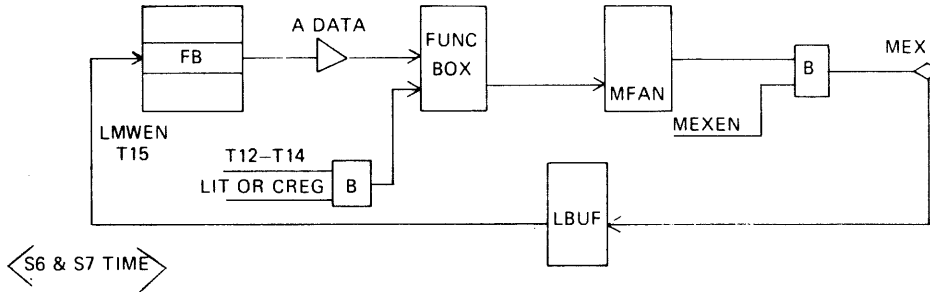 A DATA
FUNC
BOX
FB
MEX
B
MFAN
MEXEN
LMWEN
T15
T12–T14
LIT OR CREG
B
LBUF
S6 & S7 TIME